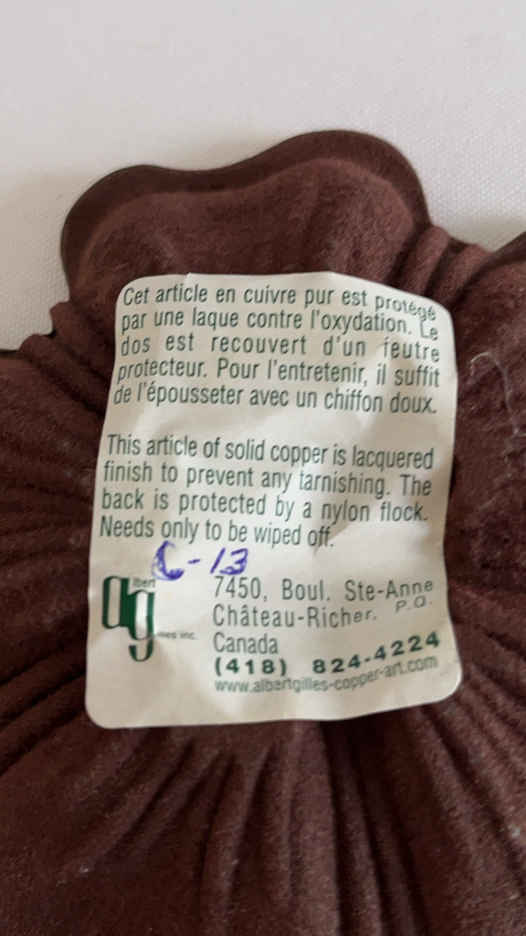 Cet article en cuivre pur est protégé
par une laque contre l'oxydation. Le
dos est recouvert d'un feutre
protecteur. Pour l'entretenir, il suffit
de l'épousseter avec un chiffon doux.
This article of solid copper is lacquered
finish to prevent any tarnishing. The
back is protected by a nylon flock.
Needs only to be wiped off.
C-13
albert
gilles inc.
7450, Boul. Ste-Anne
Château-Richer, P.Q.
Canada
(418) 824-4224
www.albertgilles-copper-art.com